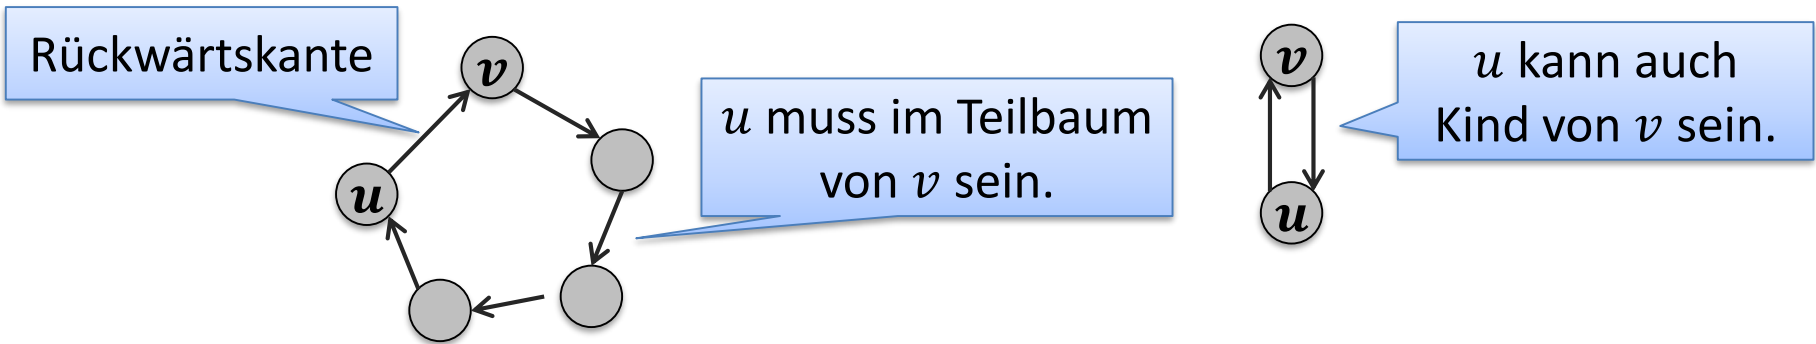 Rückwärtskante
v
u
u muss im Teilbaum
von v sein.
v
u
u kann auch
Kind von v sein.